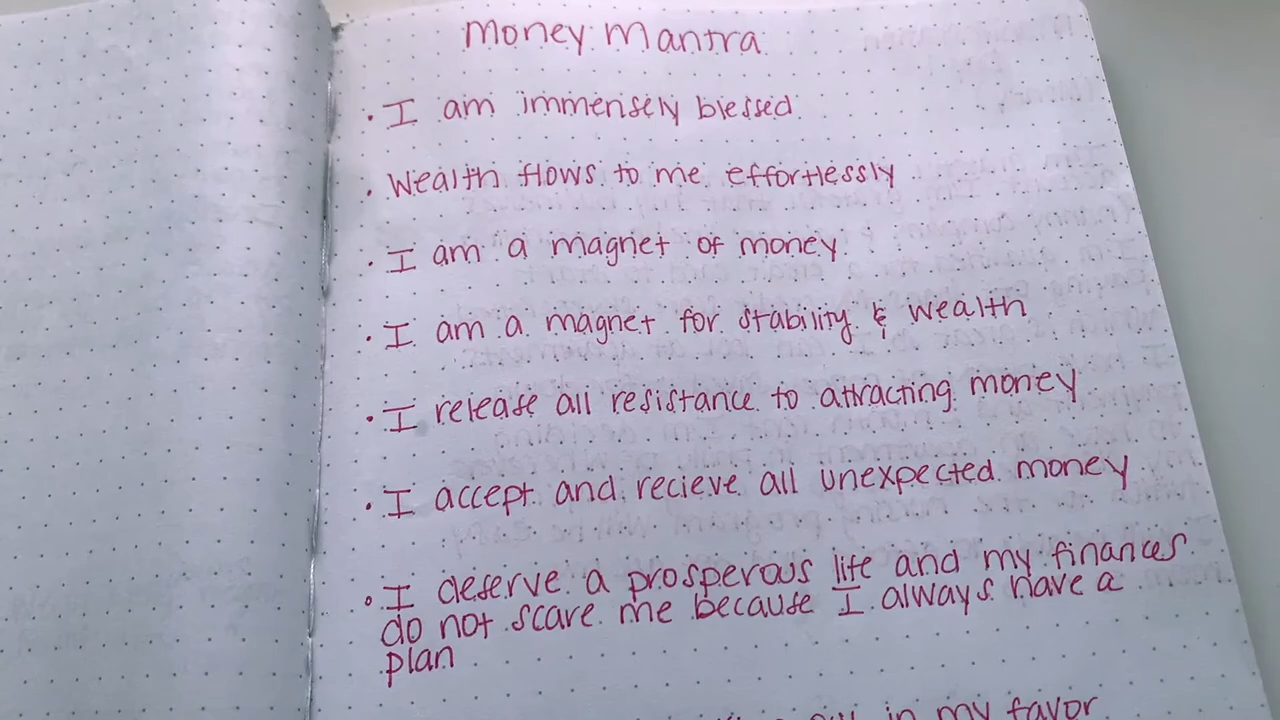 Money Mantra
• I am immensely blessed
• Wealth flows to me effortlessly
• I am a magnet of money
• I am a magnet for stability & wealth
• I release all resistance to attracting money
• I accept and recieve all unexpected money
• I deserve a prosperous life and my finances
do not scare me because I always have a
plan
in my favor